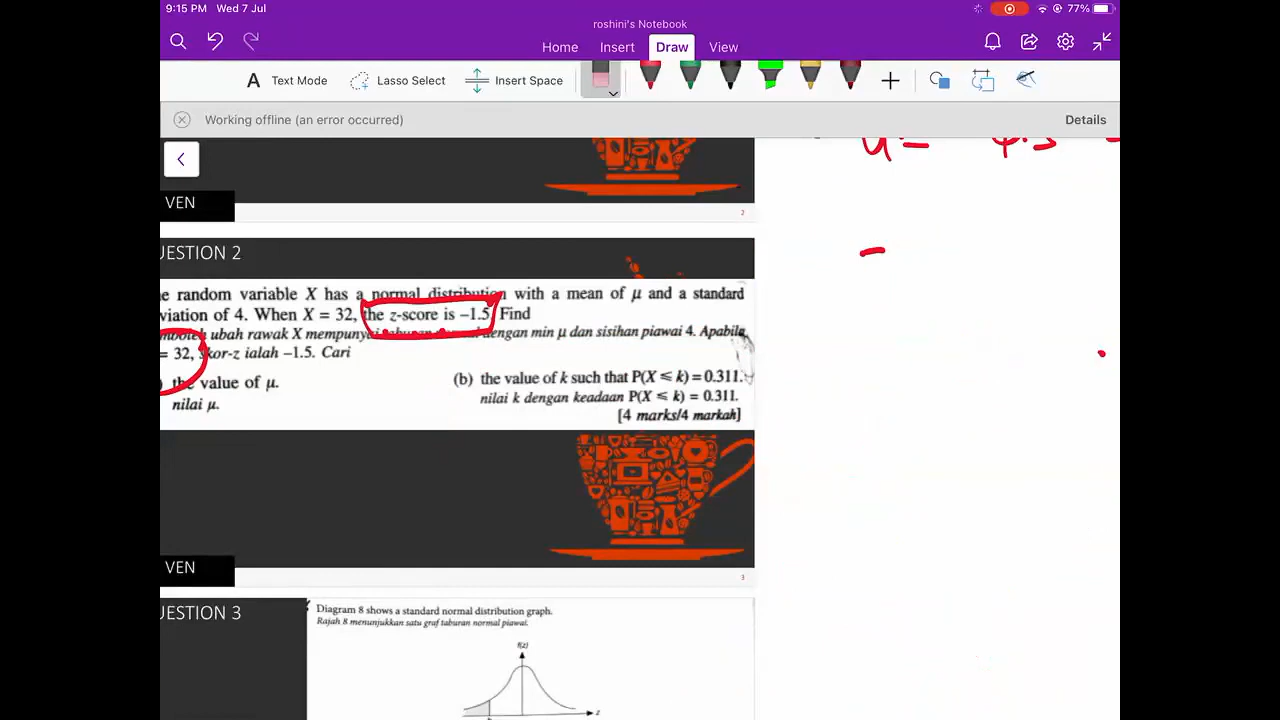 9:15 PM Wed 7 Jul
77%
roshini's Notebook
Home Insert Draw View
A Text Mode Lasso Select Insert Space
Working offline (an error occurred) Details
VEN
2
UESTION 2
e random variable X has a normal distribution with a mean of μ and a standard
viation of 4. When X = 32, the z-score is –1.5. Find
ubah rawak X mempunyai taburan normal dengan min μ dan sisihan piawai 4. Apabila
= 32, skor-z ialah –1.5. Cari
) the value of μ.
nilai μ.
(b) the value of k such that P(X ⩽ k) = 0.311.
nilai k dengan keadaan P(X ⩽ k) = 0.311.
[4 marks/4 markah]
VEN
3
UESTION 3
Diagram 8 shows a standard normal distribution graph.
Rajah 8 menunjukkan satu graf taburan normal piawai.
f(z)
z